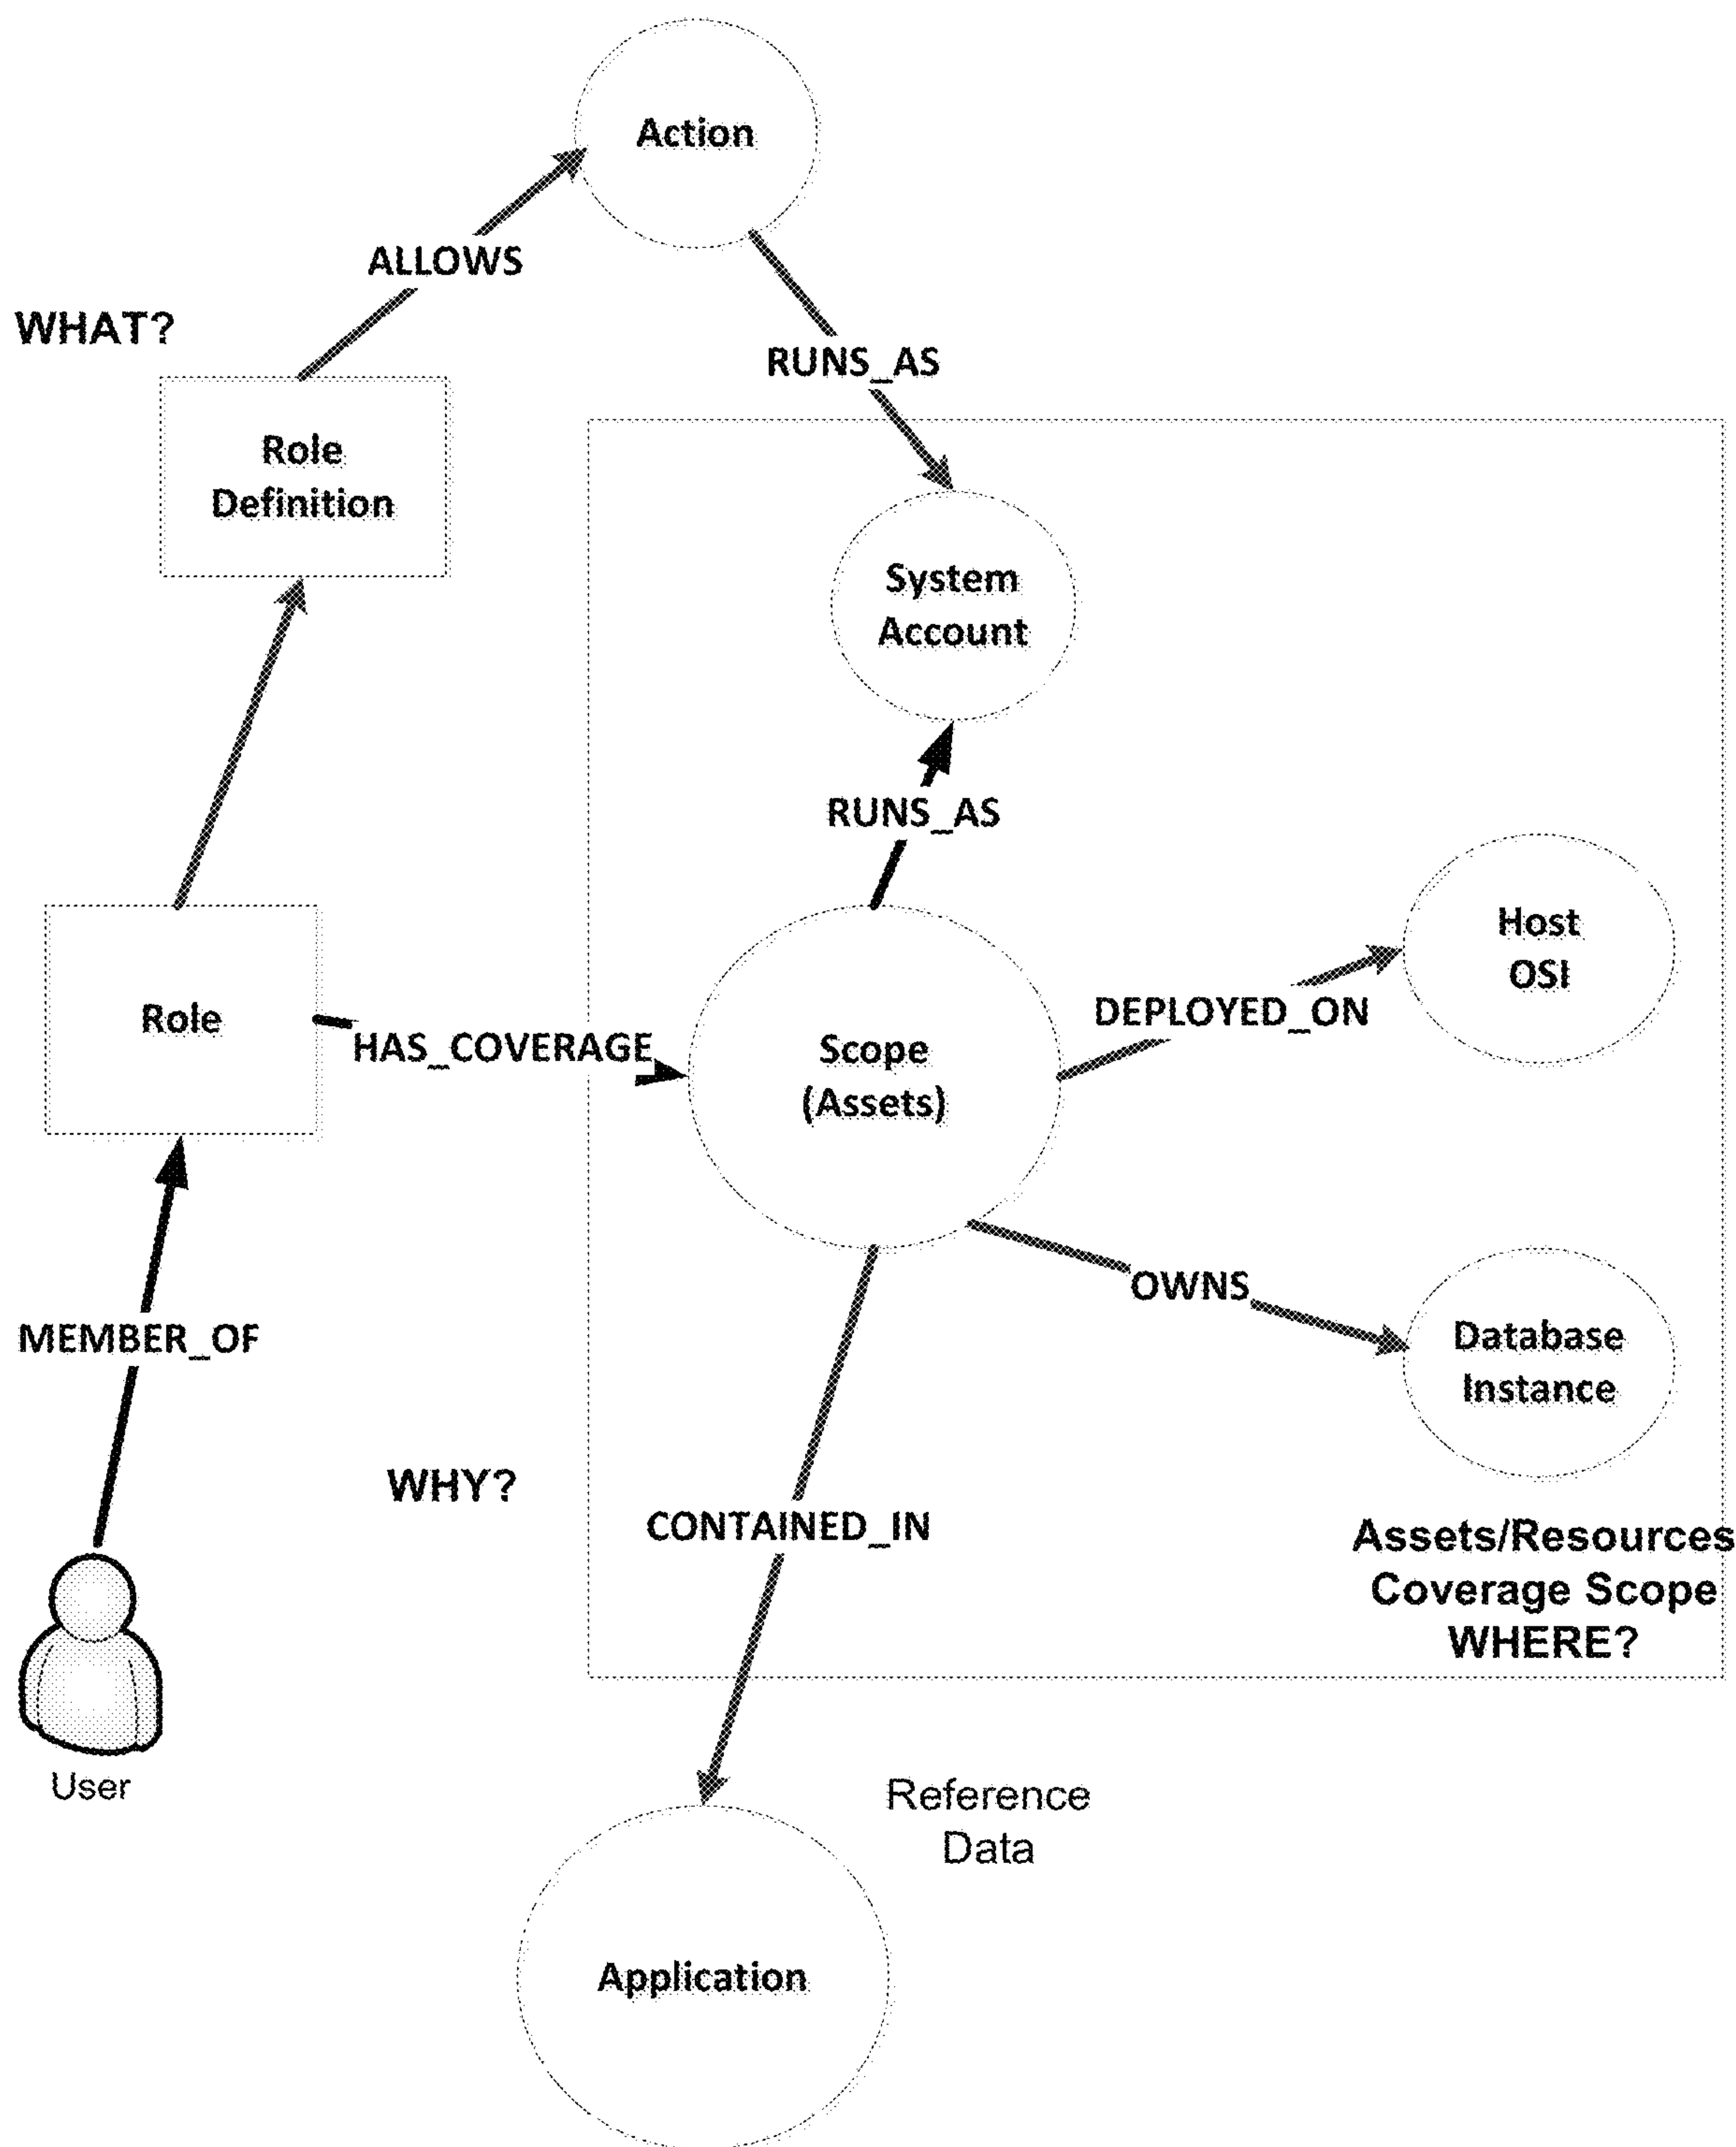 Action
ALLOWS
WHAT?
RUNS_AS
Role
Definition
System
Account
RUNS_AS
Host
OSI
Role
DEPLOYED_ON
HAS_COVERAGE
Scope
(Assets)
OWNS
MEMBER_OF
Database
Instance
WHY?
CONTAINED_IN
Assets/Resources
Coverage Scope
WHERE?
User
Reference
Data
Application